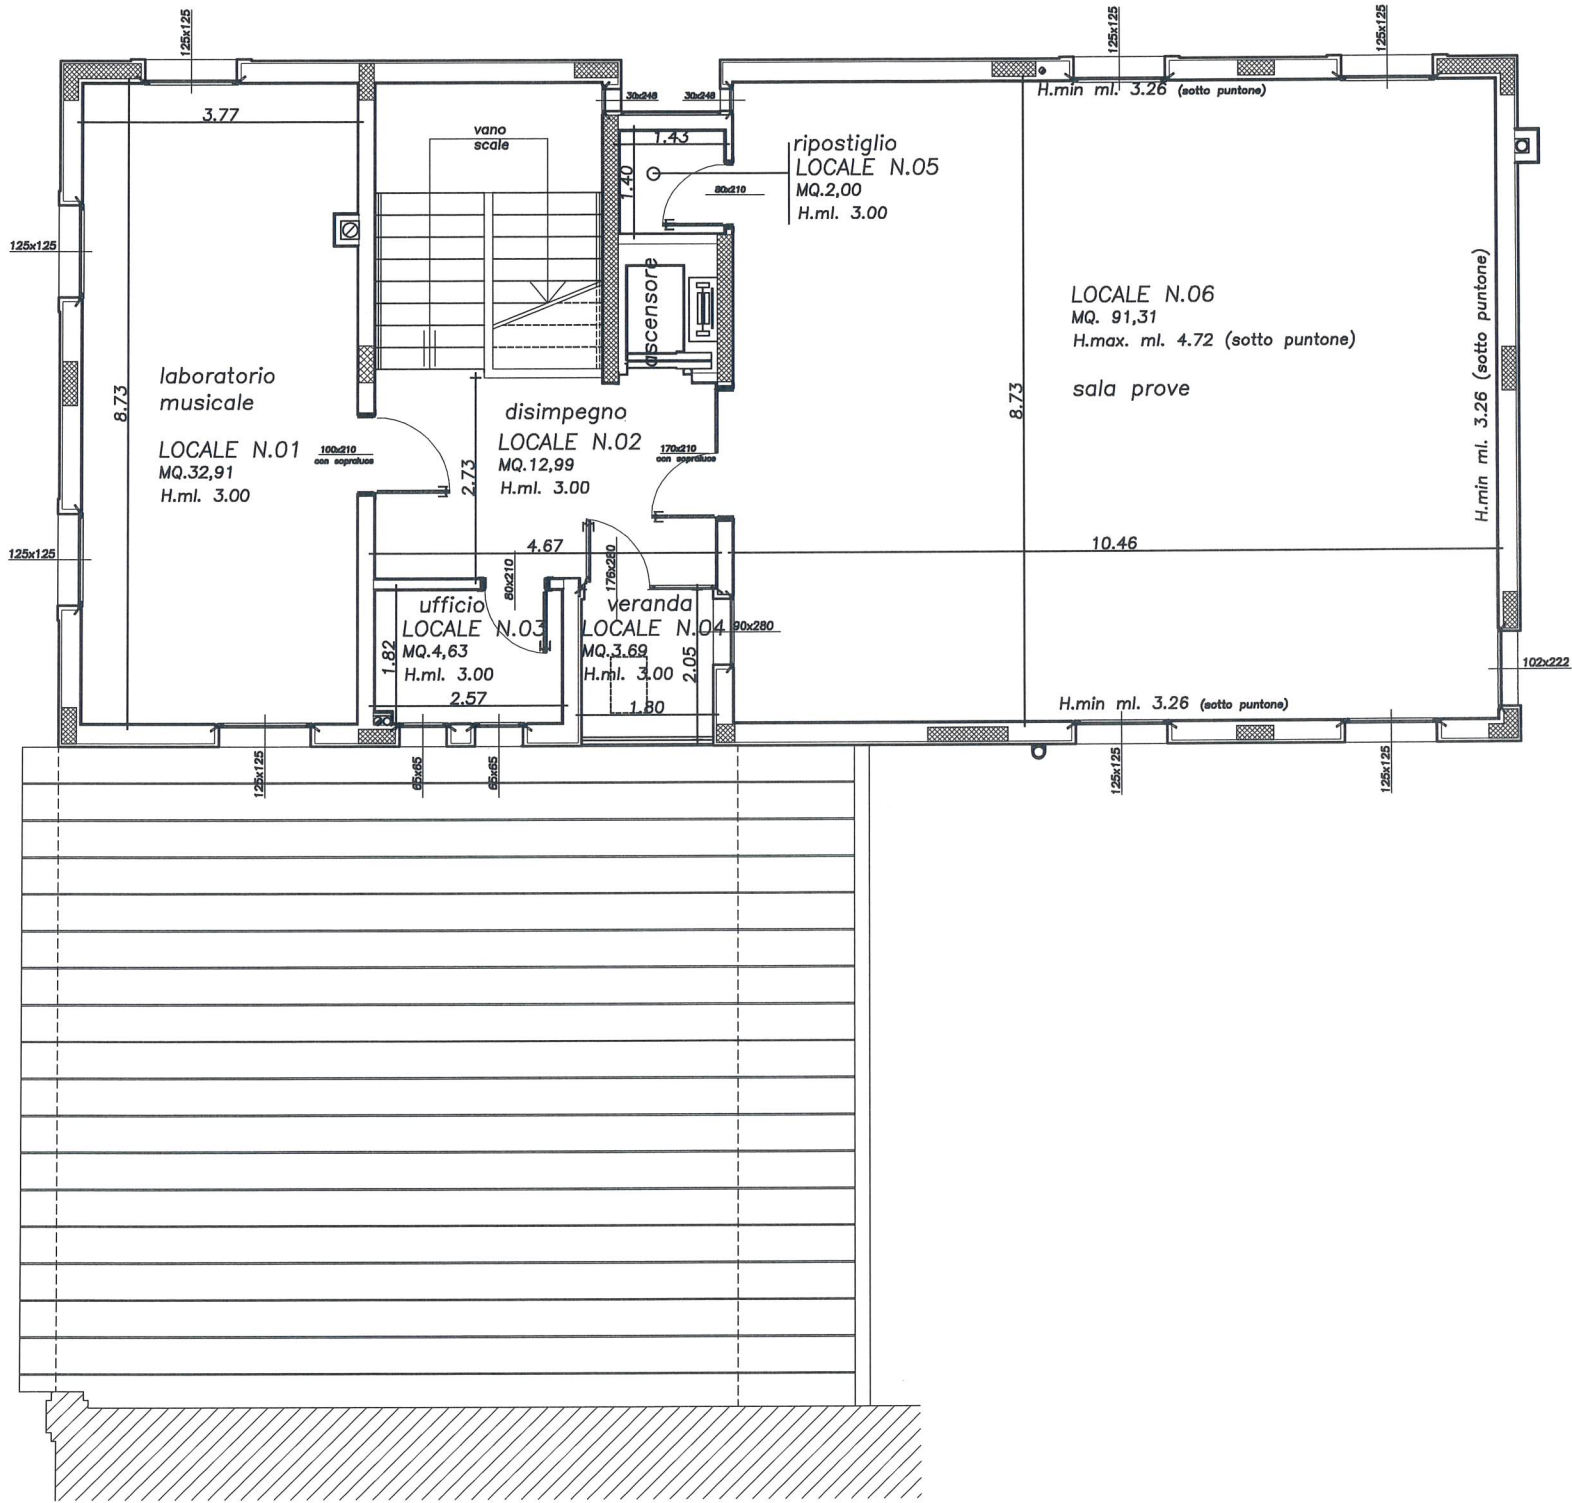 125x125
125x125
125x125
30x248
30x248
H.min ml. 3.26 (sotto puntone)
3.77
vano
scale
1.43
1.40
80x210
ripostiglio
LOCALE N.05
MQ.2,00
H.ml. 3.00
125x125
ascensore
LOCALE N.06
MQ. 91,31
H.max. ml. 4.72 (sotto puntone)
sala prove
H.min ml. 3.26 (sotto puntone)
8.73
8.73
laboratorio
musicale
LOCALE N.01
MQ.32,91
H.ml. 3.00
100x210
con sopraluce
disimpegno
LOCALE N.02
MQ.12,99
H.ml. 3.00
2.73
170x210
con sopraluce
125x125
4.67
10.46
80x210
176x280
ufficio
LOCALE N.03
MQ.4,63
H.ml. 3.00
1.82
2.57
veranda
LOCALE N.04
MQ.3.69
H.ml. 3.00
2.05
1.80
90x280
102x222
H.min ml. 3.26 (sotto puntone)
125x125
65x65
65x65
125x125
125x125